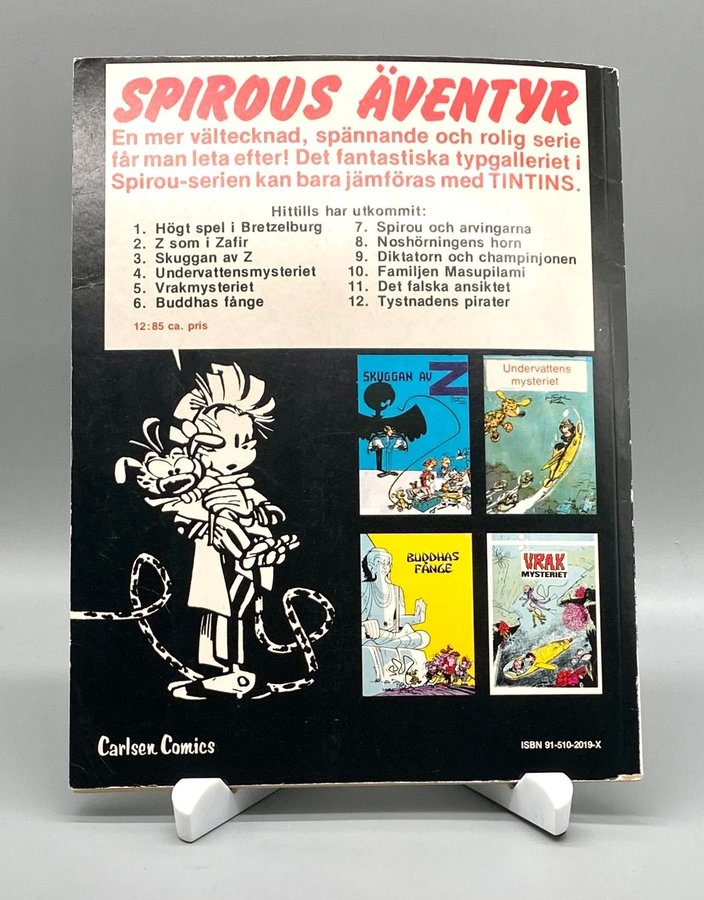 SPIROUS ÄVENTYR
En mer vältecknad, spännande och rolig serie
får man leta efter! Det fantastiska typgalleriet i
Spirou-serien kan bara jämföras med TINTINS.
Hittills har utkommit:
1. Högt spel i Bretzelburg
2. Z som i Zafir
3. Skuggan av Z
4. Undervattensmysteriet
5. Vrakmysteriet
6. Buddhas fånge
7. Spirou och arvingarna
8. Noshörningens horn
9. Diktatorn och champinjonen
10. Familjen Masupilami
11. Det falska ansiktet
12. Tystnadens pirater
12:85 ca. pris
SKUGGAN AV Z
Undervattens
mysteriet
BUDDHAS
FÅNGE
VRAK
MYSTERIET
Carlsen Comics
ISBN 91-510-2019-X